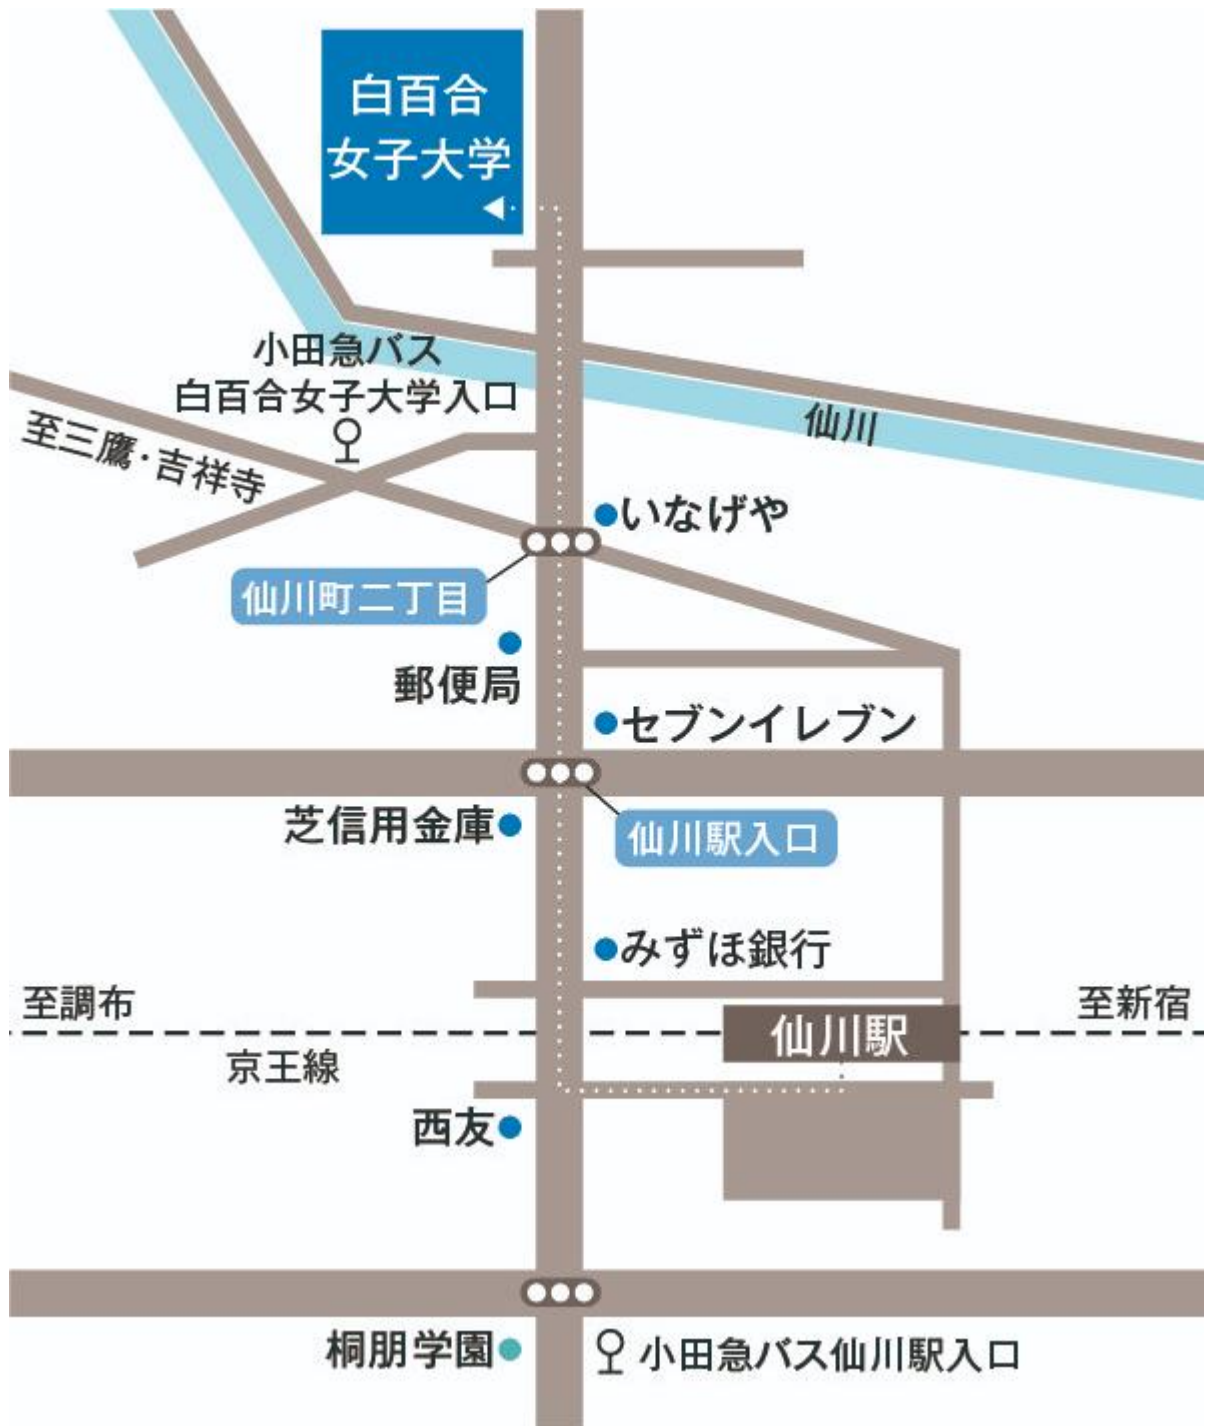 白百合
女子大学
小田急バス
白百合女子大学入口
仙川
至三鷹・吉祥寺
いなげや
仙川町二丁目
郵便局
セブンイレブン
芝信用金庫
仙川駅入口
みずほ銀行
至調布
至新宿
仙川駅
京王線
西友
桐朋学園
小田急バス仙川駅入口